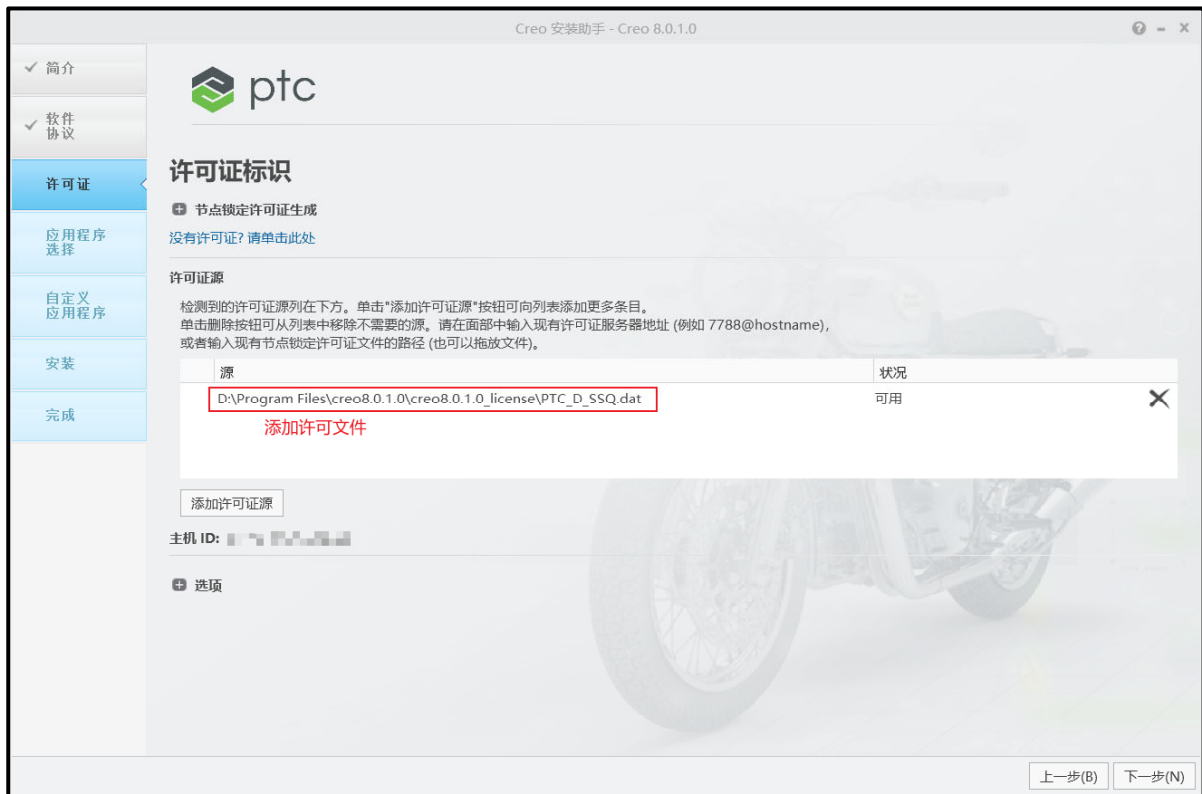 Creo 安装助手 - Creo 8.0.1.0
简介
软件
协议
许可证
应用程序
选择
自定义
应用程序
安装
完成
ptc
许可证标识
节点锁定许可证生成
没有许可证? 请单击此处
许可证源
检测到的许可证源列在下方。单击"添加许可证源"按钮可向列表添加更多条目。
单击删除按钮可从列表中移除不需要的源。请在面部中输入现有许可证服务器地址 (例如 7788@hostname),
或者输入现有节点锁定许可证文件的路径 (也可以拖放文件)。
源 状况
D:\Program Files\creo8.0.1.0\creo8.0.1.0_license\PTC_D_SSQ.dat 可用
添加许可文件
添加许可证源
主机 ID:
选项
上一步(B) 下一步(N)